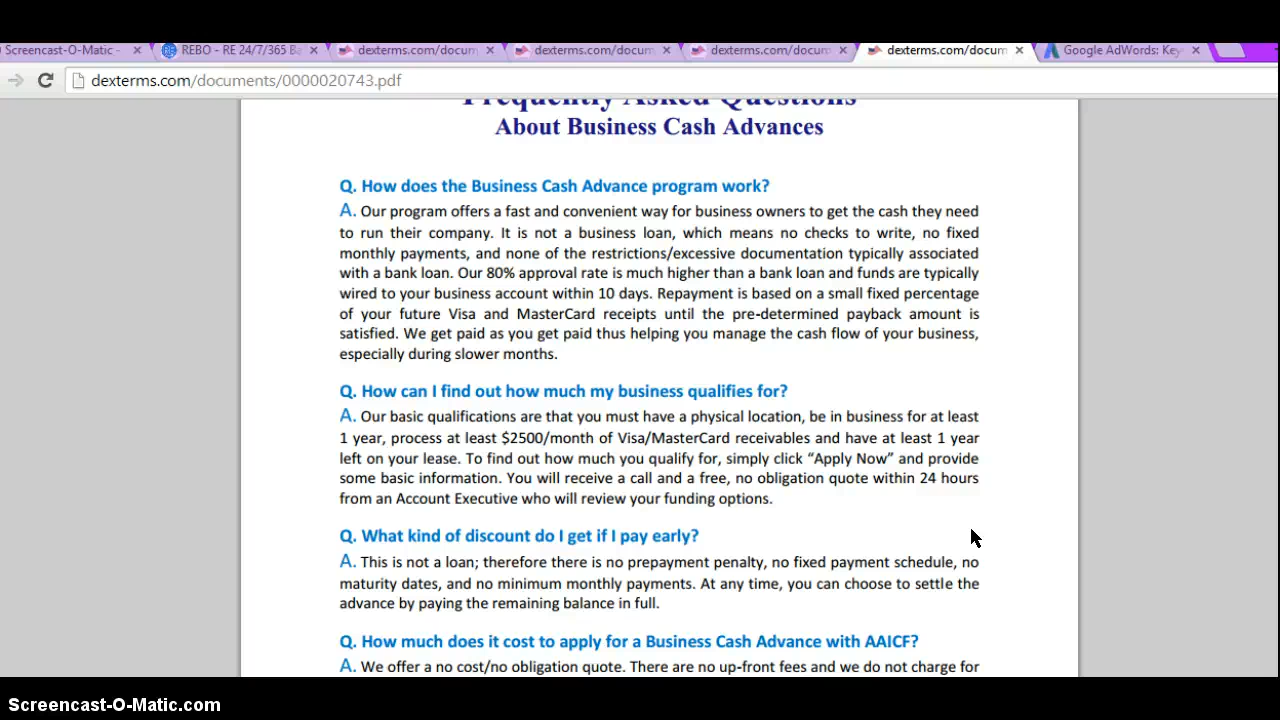 Screencast-O-Matic -
REBO - RE 24/7/365 Ba
dexterms.com/docum
dexterms.com/docum
dexterms.com/docum
dexterms.com/docum
Google AdWords: Key
dexterms.com/documents/0000020743.pdf
Frequently Asked Questions
About Business Cash Advances
Q. How does the Business Cash Advance program work?
A. Our program offers a fast and convenient way for business owners to get the cash they need
to run their company. It is not a business loan, which means no checks to write, no fixed
monthly payments, and none of the restrictions/excessive documentation typically associated
with a bank loan. Our 80% approval rate is much higher than a bank loan and funds are typically
wired to your business account within 10 days. Repayment is based on a small fixed percentage
of your future Visa and MasterCard receipts until the pre-determined payback amount is
satisfied. We get paid as you get paid thus helping you manage the cash flow of your business,
especially during slower months.
Q. How can I find out how much my business qualifies for?
A. Our basic qualifications are that you must have a physical location, be in business for at least
1 year, process at least $2500/month of Visa/MasterCard receivables and have at least 1 year
left on your lease. To find out how much you qualify for, simply click “Apply Now” and provide
some basic information. You will receive a call and a free, no obligation quote within 24 hours
from an Account Executive who will review your funding options.
Q. What kind of discount do I get if I pay early?
A. This is not a loan; therefore there is no prepayment penalty, no fixed payment schedule, no
maturity dates, and no minimum monthly payments. At any time, you can choose to settle the
advance by paying the remaining balance in full.
Q. How much does it cost to apply for a Business Cash Advance with AAICF?
A. We offer a no cost/no obligation quote. There are no up-front fees and we do not charge for
Screencast-O-Matic.com